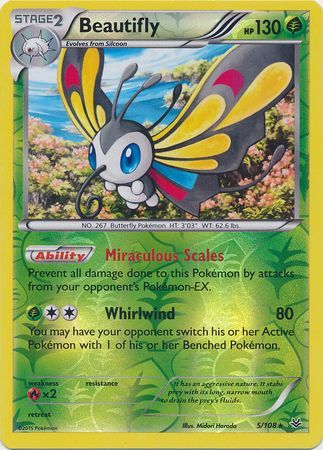 STAGE2 Beautifly HP130
Evolves from Silcoon
NO. 267 Butterfly Pokémon HT: 3'03" WT: 62.6 lbs.
Ability Miraculous Scales
Prevent all damage done to this Pokémon by attacks
from your opponent's Pokémon-EX.
Whirlwind 80
You may have your opponent switch his or her Active
Pokémon with 1 of his or her Benched Pokémon.
weakness resistance
×2
retreat
It has an aggressive nature. It stabs
prey with its long, narrow mouth
to drain the prey's fluids.
©2015 Pokémon Illus. Midori Harada 5/108